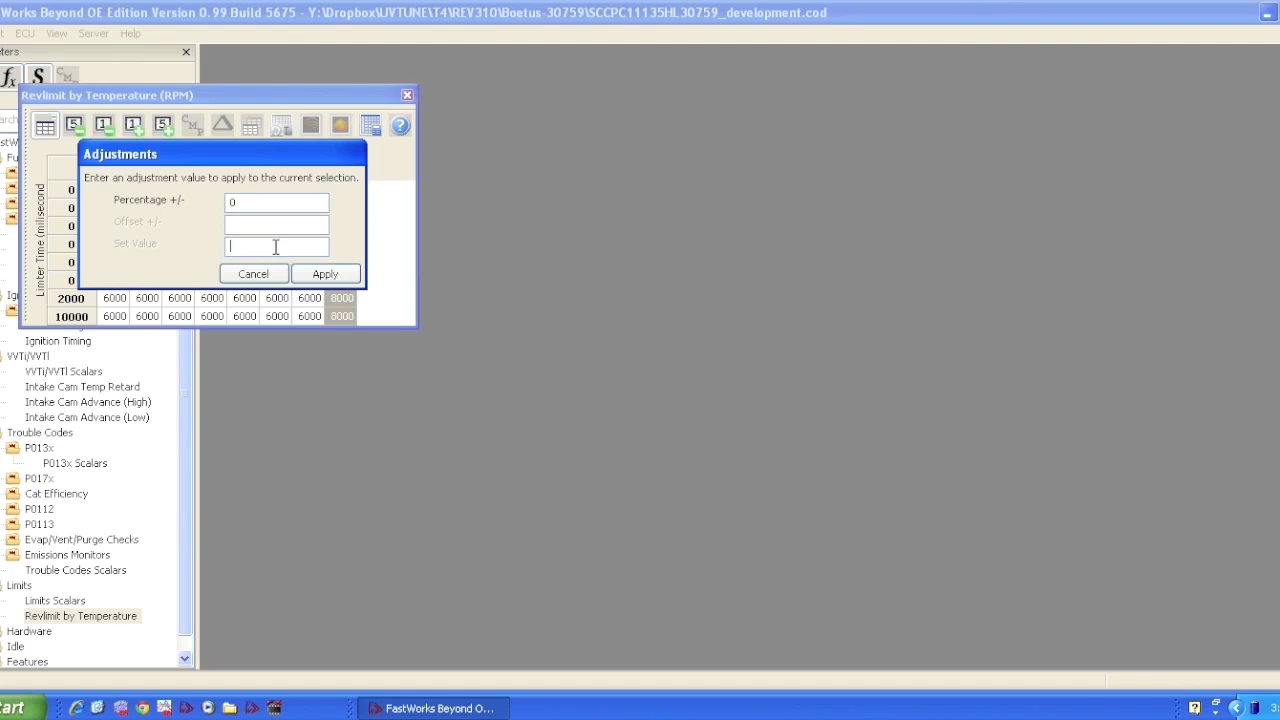 Works Beyond OE Edition Version 0.99 Build 5675 - Y:\Dropbox\UVTUNE\T4\REV310\Boetus-30759\SCCPC11135HL30759_development.cod
ECU View Server Help
Revlimit by Temperature (RPM)
Adjustments
Enter an adjustment value to apply to the current selection.
Percentage +/- 0
Offset +/-
Set Value
Cancel Apply
Limiter Time (milisecond
0
0
0
0
0
0
2000 6000 6000 6000 6000 6000 6000 6000 8000
10000 6000 6000 6000 6000 6000 6000 6000 8000
Ignition Timing
VVTi/VVTl
VVTi/VVTl Scalars
Intake Cam Temp Retard
Intake Cam Advance (High)
Intake Cam Advance (Low)
Trouble Codes
P013x
P013x Scalars
P017x
Cat Efficiency
P0112
P0113
Evap/Vent/Purge Checks
Emissions Monitors
Trouble Codes Scalars
Limits
Limits Scalars
Revlimit by Temperature
Hardware
Idle
Features
FastWorks Beyond O...